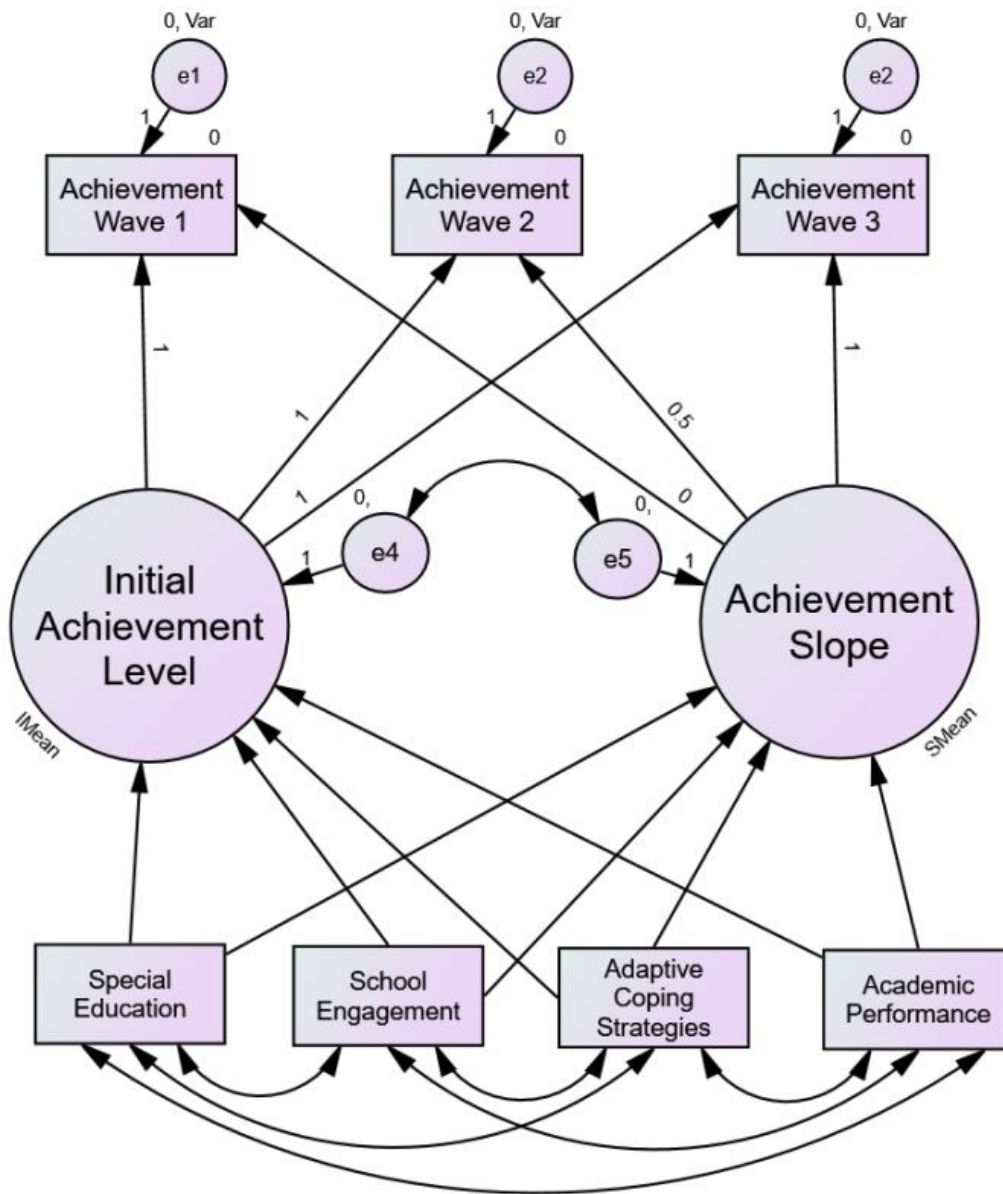 0, Var
0, Var
0, Var
e1
e2
e2
1
0
1
0
1
0
Achievement
Wave 1
Achievement
Wave 2
Achievement
Wave 3
1
1
1
0.5
1
1
0
0,
0,
e4
e5
1
1
Initial
Achievement
Level
Achievement
Slope
IMean
SMean
Special
Education
School
Engagement
Adaptive
Coping
Strategies
Academic
Performance